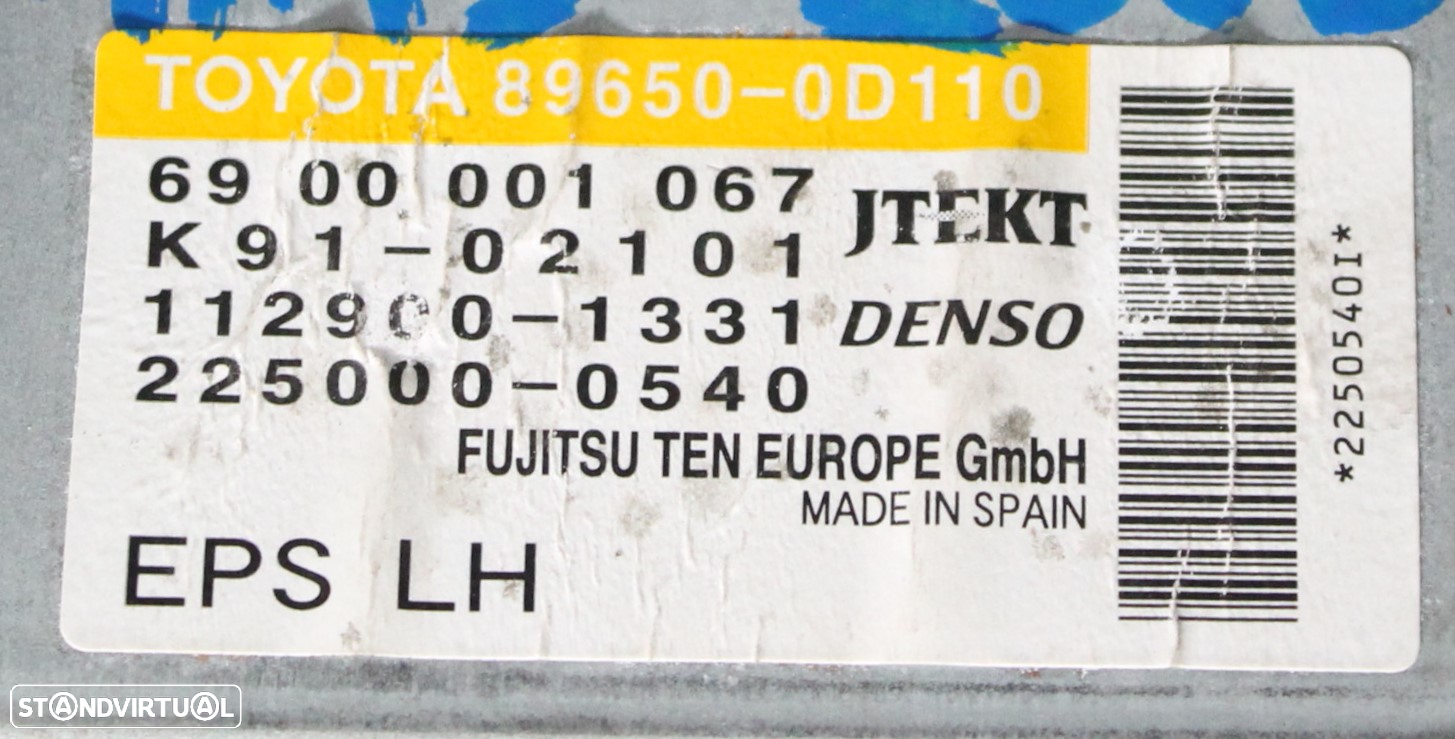 TOYOTA 89650-0D110
69 00 001 067
JTEKT
K91-02101
112900-1331
DENSO
225000-0540
FUJITSU TEN EUROPE GmbH
MADE IN SPAIN
EPS LH
*2250540I*
STANDVIRTUAL